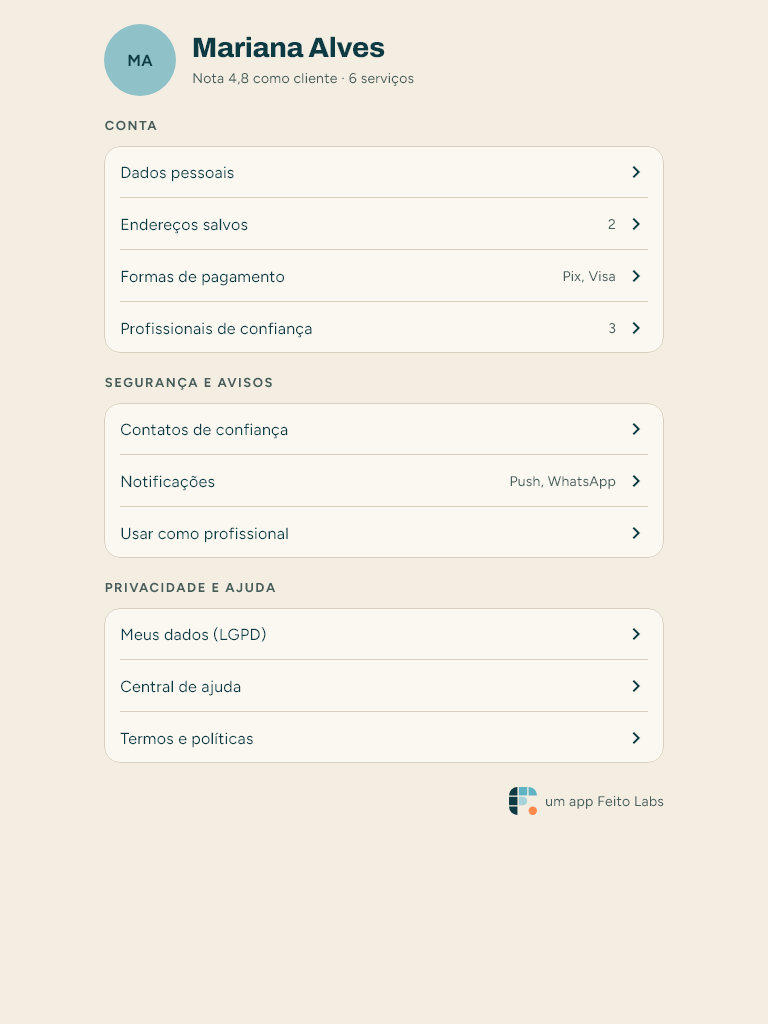 MA
Mariana Alves
Nota 4,8 como cliente · 6 serviços
CONTA
Dados pessoais
Endereços salvos 2
Formas de pagamento Pix, Visa
Profissionais de confiança 3
SEGURANÇA E AVISOS
Contatos de confiança
Notificações Push, WhatsApp
Usar como profissional
PRIVACIDADE E AJUDA
Meus dados (LGPD)
Central de ajuda
Termos e políticas
um app Feito Labs